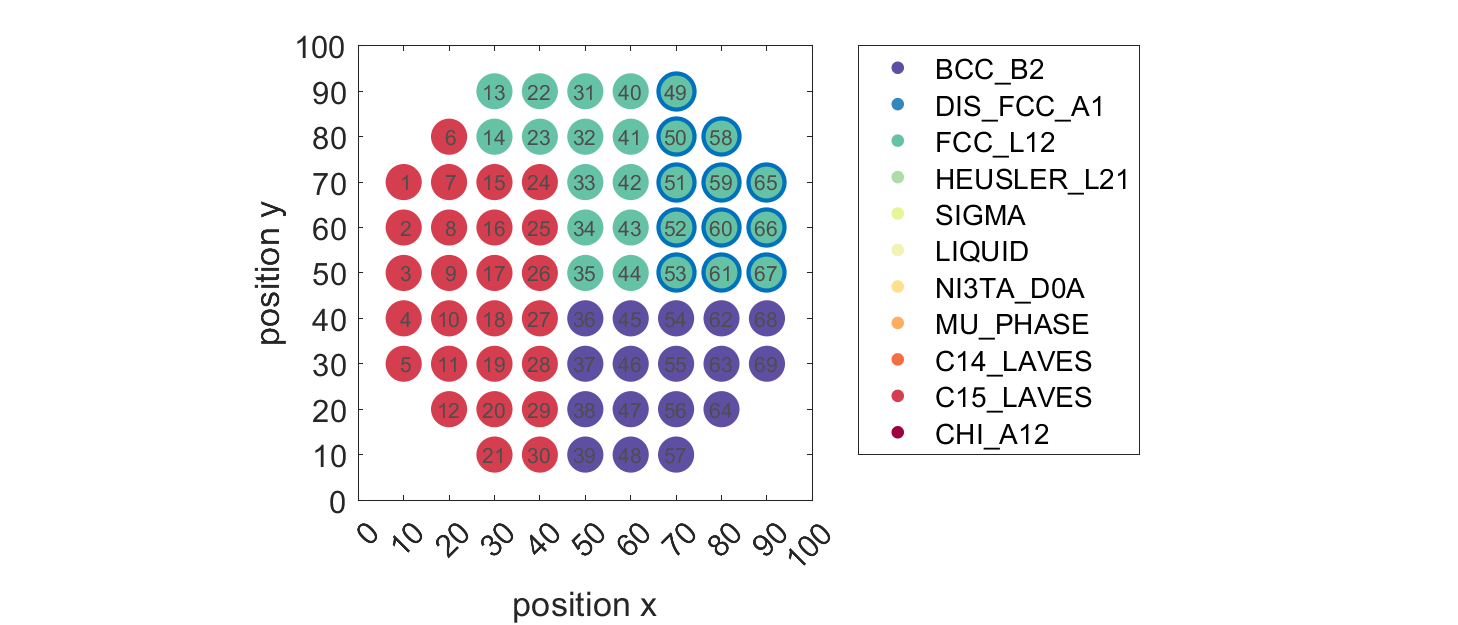 100
90
80
70
60
50
40
30
20
10
0
position y
13 22 31 40 49
6 14 23 32 41 50 58
1 7 15 24 33 42 51 59 65
2 8 16 25 34 43 52 60 66
3 9 17 26 35 44 53 61 67
4 10 18 27 36 45 54 62 68
5 11 19 28 37 46 55 63 69
12 20 29 38 47 56 64
21 30 39 48 57
0 10 20 30 40 50 60 70 80 90 100
position x
BCC_B2
DIS_FCC_A1
FCC_L12
HEUSLER_L21
SIGMA
LIQUID
NI3TA_D0A
MU_PHASE
C14_LAVES
C15_LAVES
CHI_A12